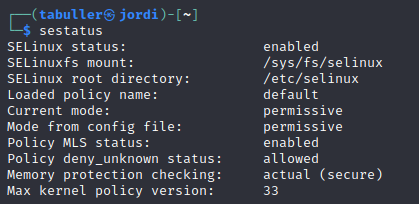 ┌──(tabuller㉿jordi)-[~]
└─$ sestatus
SELinux status:                 enabled
SELinuxfs mount:                /sys/fs/selinux
SELinux root directory:         /etc/selinux
Loaded policy name:             default
Current mode:                   permissive
Mode from config file:          permissive
Policy MLS status:              enabled
Policy deny_unknown status:     allowed
Memory protection checking:     actual (secure)
Max kernel policy version:      33